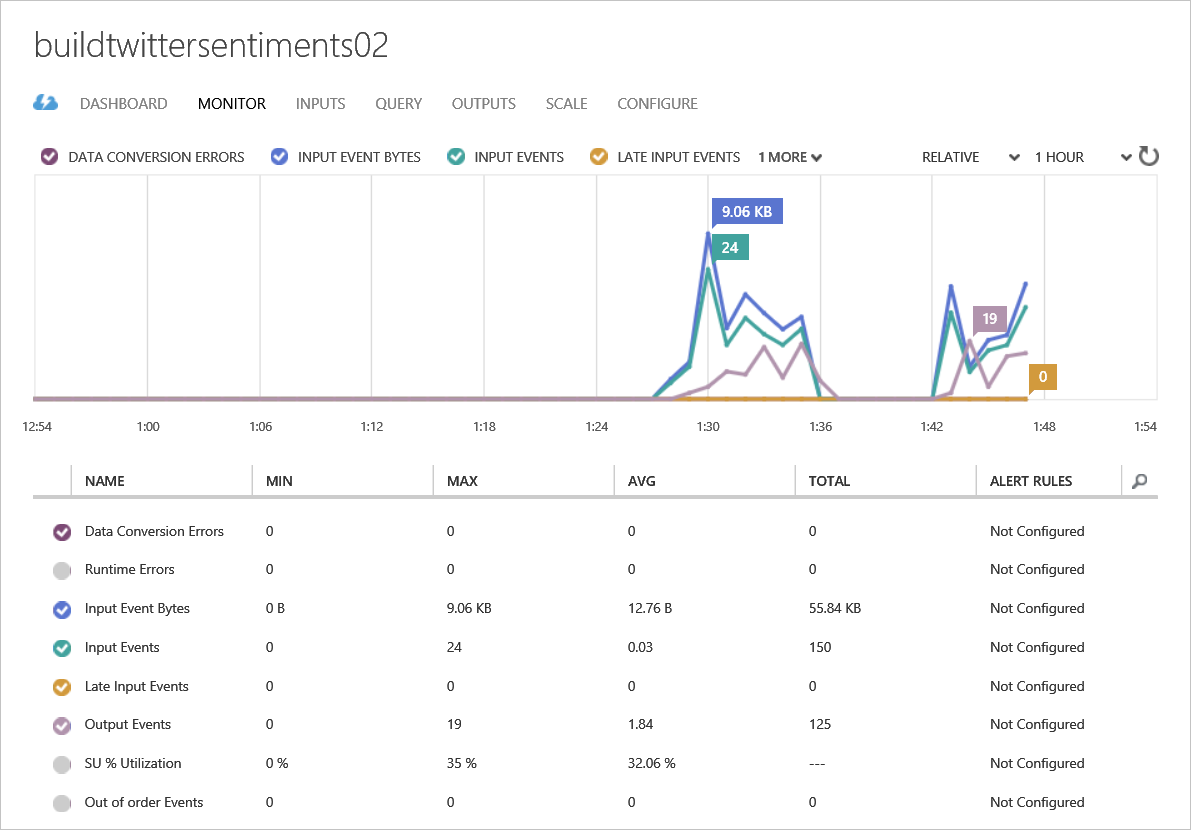 buildtwittersentiments02
DASHBOARD MONITOR INPUTS QUERY OUTPUTS SCALE CONFIGURE
DATA CONVERSION ERRORS INPUT EVENT BYTES INPUT EVENTS LATE INPUT EVENTS 1 MORE RELATIVE 1 HOUR
9.06 KB
24
19
0
12:54 1:00 1:06 1:12 1:18 1:24 1:30 1:36 1:42 1:48 1:54
NAME MIN MAX AVG TOTAL ALERT RULES
Data Conversion Errors 0 0 0 0 Not Configured
Runtime Errors 0 0 0 0 Not Configured
Input Event Bytes 0 B 9.06 KB 12.76 B 55.84 KB Not Configured
Input Events 0 24 0.03 150 Not Configured
Late Input Events 0 0 0 0 Not Configured
Output Events 0 19 1.84 125 Not Configured
SU % Utilization 0 % 35 % 32.06 % --- Not Configured
Out of order Events 0 0 0 0 Not Configured